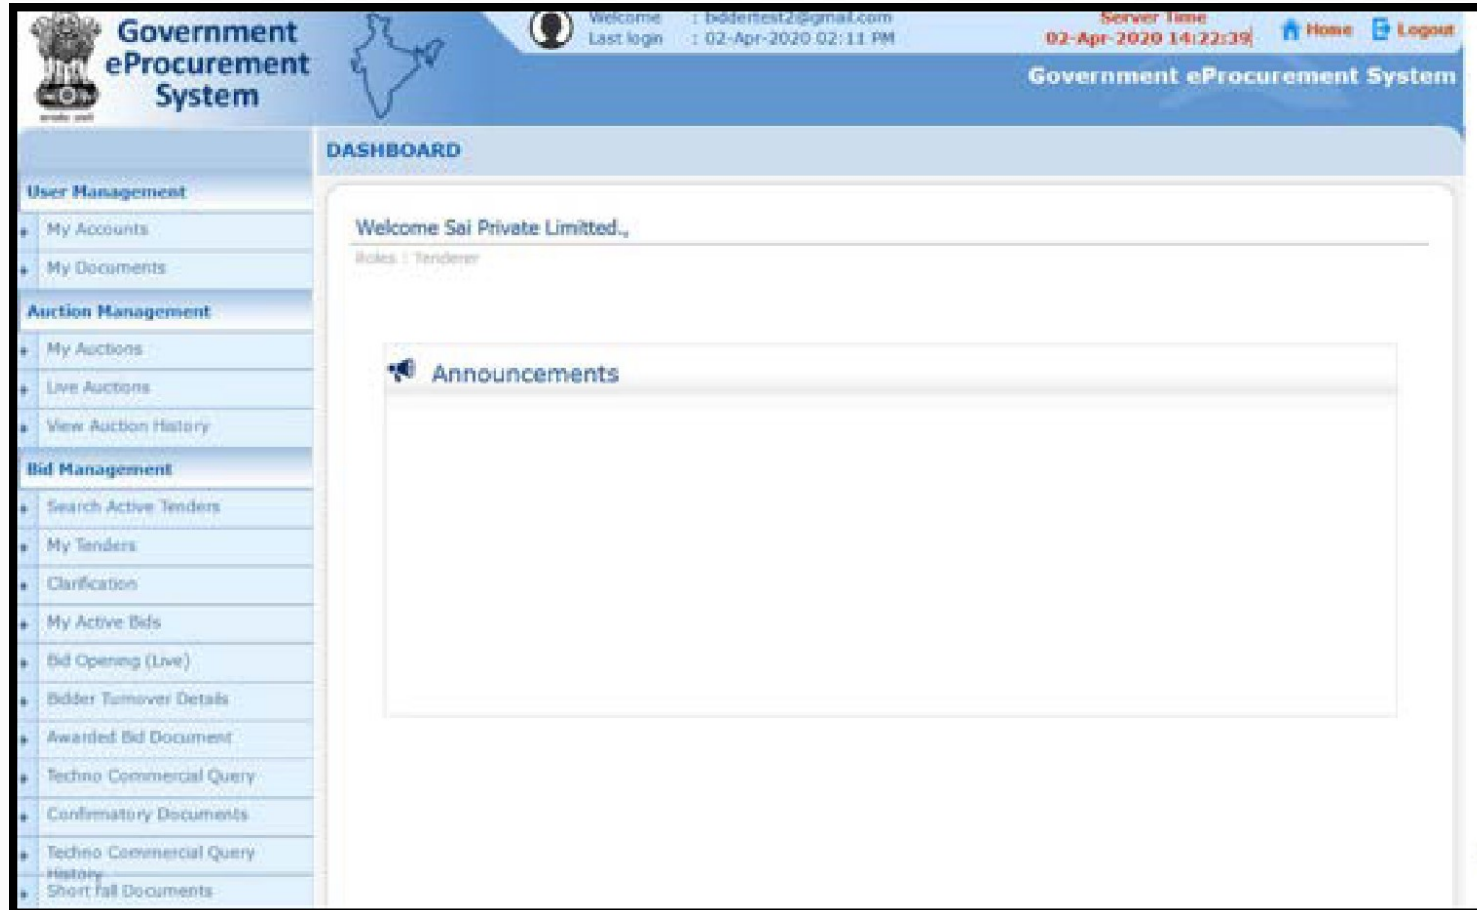 Government
eProcurement
System
Welcome : biddertest2@gmail.com
Last login : 02-Apr-2020 02:11 PM
Server Time
02-Apr-2020 14:22:39
Home
Logout
Government eProcurement System
DASHBOARD
User Management
My Accounts
My Documents
Auction Management
My Auctions
Live Auctions
View Auction History
Bid Management
Search Active Tenders
My Tenders
Clarification
My Active Bids
Bid Opening (Live)
Bidder Turnover Details
Awarded Bid Document
Techno Commercial Query
Confirmatory Documents
Techno Commercial Query
History
Short fall Documents
Welcome Sai Private Limitted.,
Roles : Tenderer
Announcements